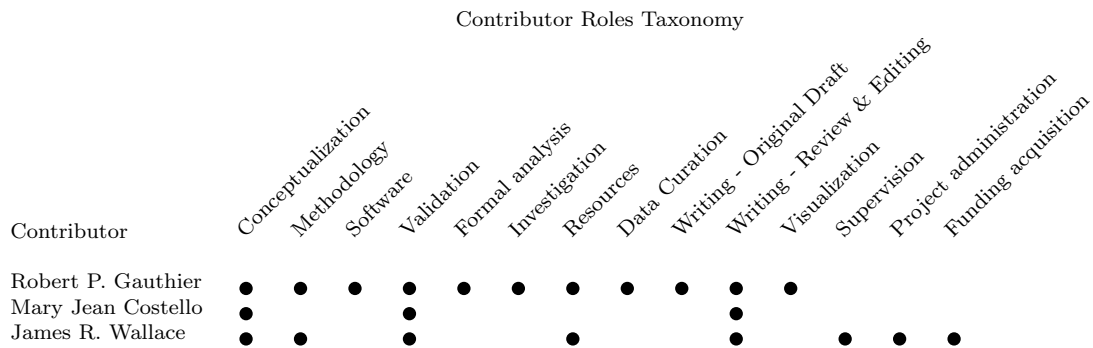 Contributor Roles Taxonomy
Contributor
Conceptualization
Methodology
Software
Validation
Formal analysis
Investigation
Resources
Data Curation
Writing - Original Draft
Writing - Review & Editing
Visualization
Supervision
Project administration
Funding acquisition
Robert P. Gauthier
Mary Jean Costello
James R. Wallace